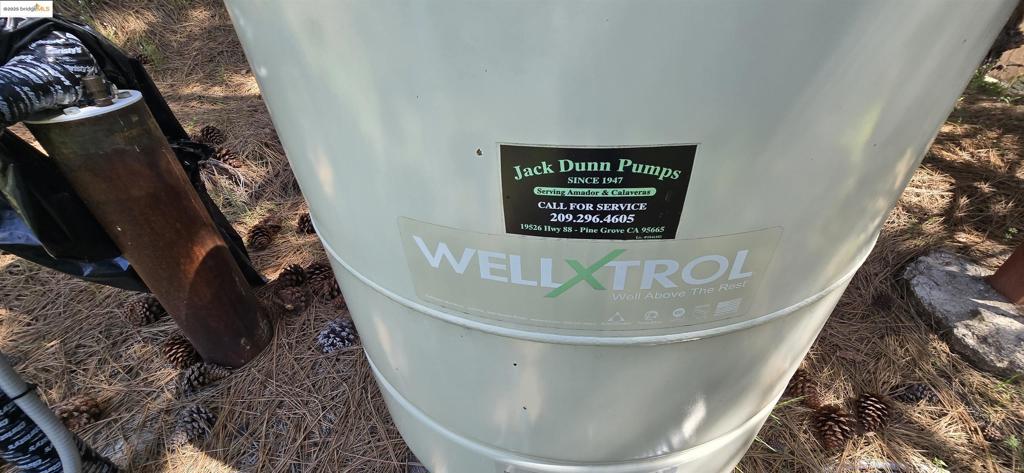 ©2025 bridgeMLS
Christy's
Jack Dunn Pumps
SINCE 1947
Serving Amador & Calaveras
CALL FOR SERVICE
209.296.4605
19526 Hwy 88 - Pine Grove CA 95665
WELLXTROL
Well Above The Rest